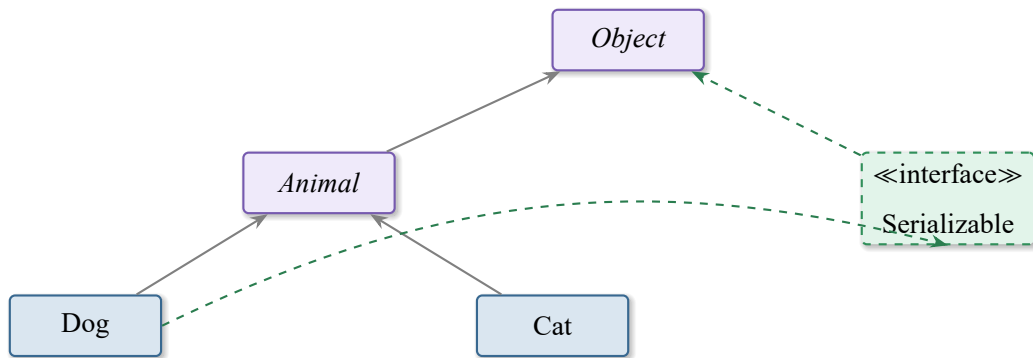 Object
Animal
≪interface≫
Serializable
Dog
Cat